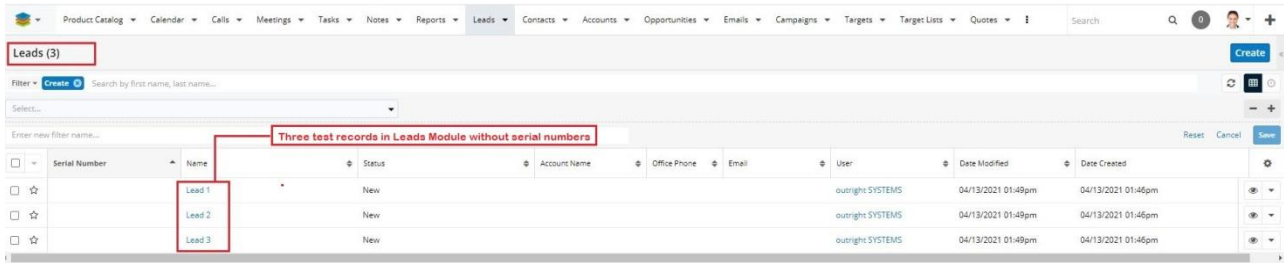 Product Catalog Calendar Calls Meetings Tasks Notes Reports Leads Contacts Accounts Opportunities Emails Campaigns Targets Target Lists Quotes Search 0
Leads (3) Create
Filter Create Search by first name, last name...
Select...
Enter new filter name... Three test records in Leads Module without serial numbers Reset Cancel Save
Serial Number Name Status Account Name Office Phone Email User Date Modified Date Created
Lead 1 New outright SYSTEMS 04/13/2021 01:49pm 04/13/2021 01:46pm
Lead 2 New outright SYSTEMS 04/13/2021 01:49pm 04/13/2021 01:46pm
Lead 3 New outright SYSTEMS 04/13/2021 01:49pm 04/13/2021 01:46pm